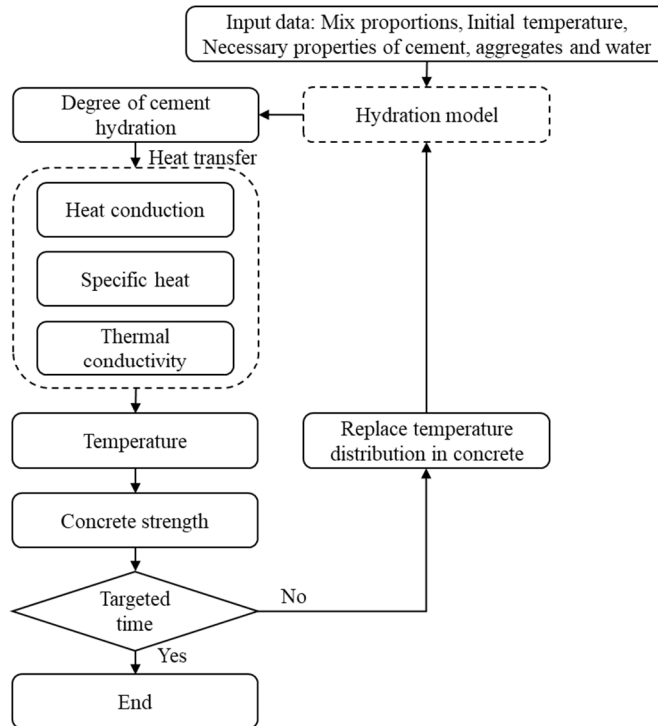 Input data: Mix proportions, Initial temperature,
Necessary properties of cement, aggregates and water
Degree of cement
hydration
Hydration model
Heat transfer
Heat conduction
Specific heat
Thermal
conductivity
Temperature
Replace temperature
distribution in concrete
Concrete strength
Targeted
time
No
Yes
End